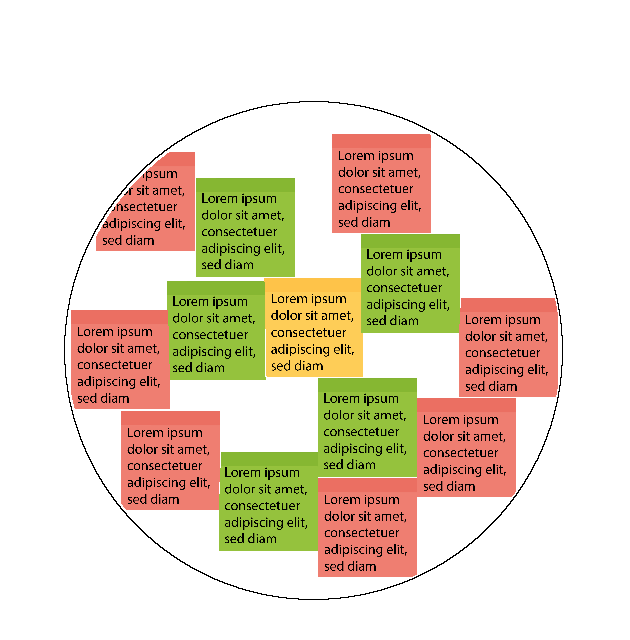 Lorem ipsum
dolor sit amet,
consectetuer
adipiscing elit,
sed diam
ipsum
sit amet,
nsectetuer
adipiscing elit,
sed diam
Lorem ipsum
dolor sit amet,
consectetuer
adipiscing elit,
sed diam
Lorem ipsum
dolor sit amet,
consectetuer
adipiscing elit,
sed diam
Lorem ipsum
dolor sit amet,
consectetuer
adipiscing elit,
sed diam
Lorem ipsum
dolor sit amet,
consectetuer
adipiscing elit,
sed diam
Lorem ipsum
dolor sit amet,
consectetuer
adipiscing elit,
sed diam
Lorem ipsum
dolor sit amet,
consectetuer
adipiscing elit,
sed diam
Lorem ipsum
dolor sit amet,
consectetuer
adipiscing elit,
sed diam
Lorem ipsum
dolor sit amet,
consectetuer
adipiscing elit,
sed diam
Lorem ipsum
dolor sit amet,
consectetuer
adipiscing elit,
sed diam
Lorem ipsum
dolor sit amet,
consectetuer
adipiscing elit,
sed diam
Lorem ipsum
dolor sit amet,
consectetuer
adipiscing elit,
sed diam